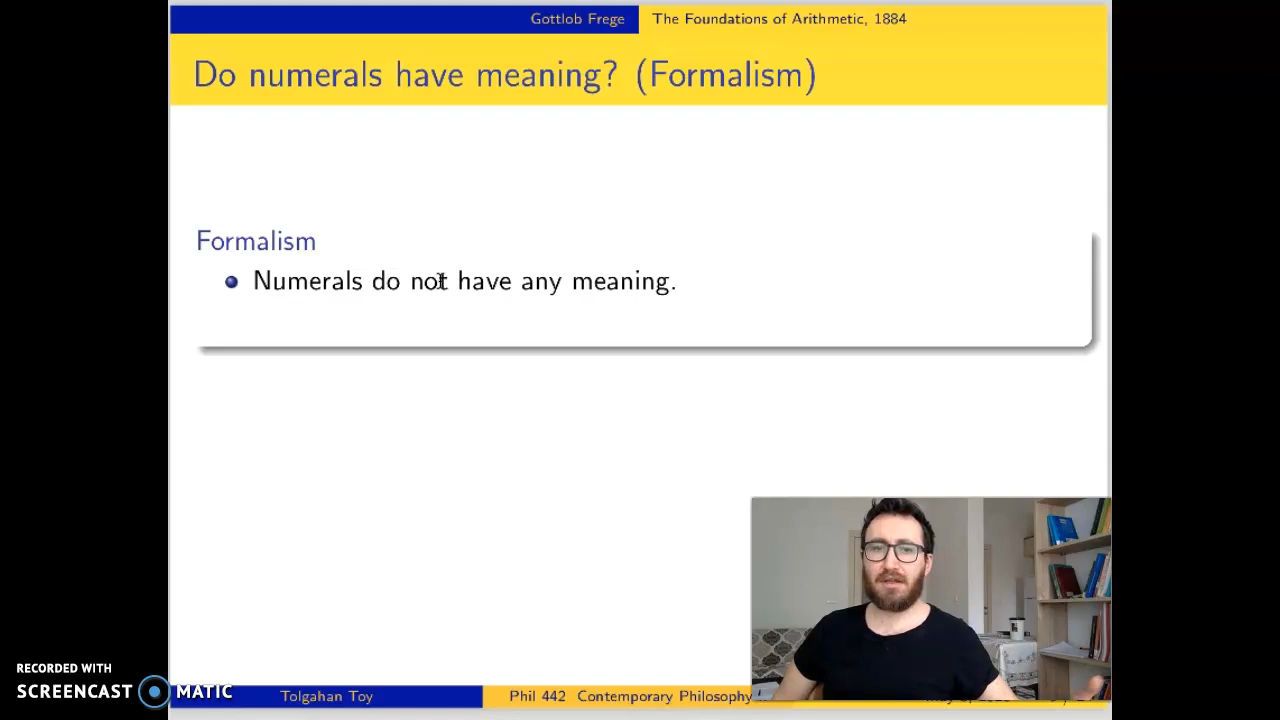 Gottlob Frege The Foundations of Arithmetic, 1884
Do numerals have meaning? (Formalism)
Formalism
Numerals do not have any meaning.
RECORDED WITH
SCREENCAST MATIC
Tolgahan Toy Phil 442 Contemporary Philosophy